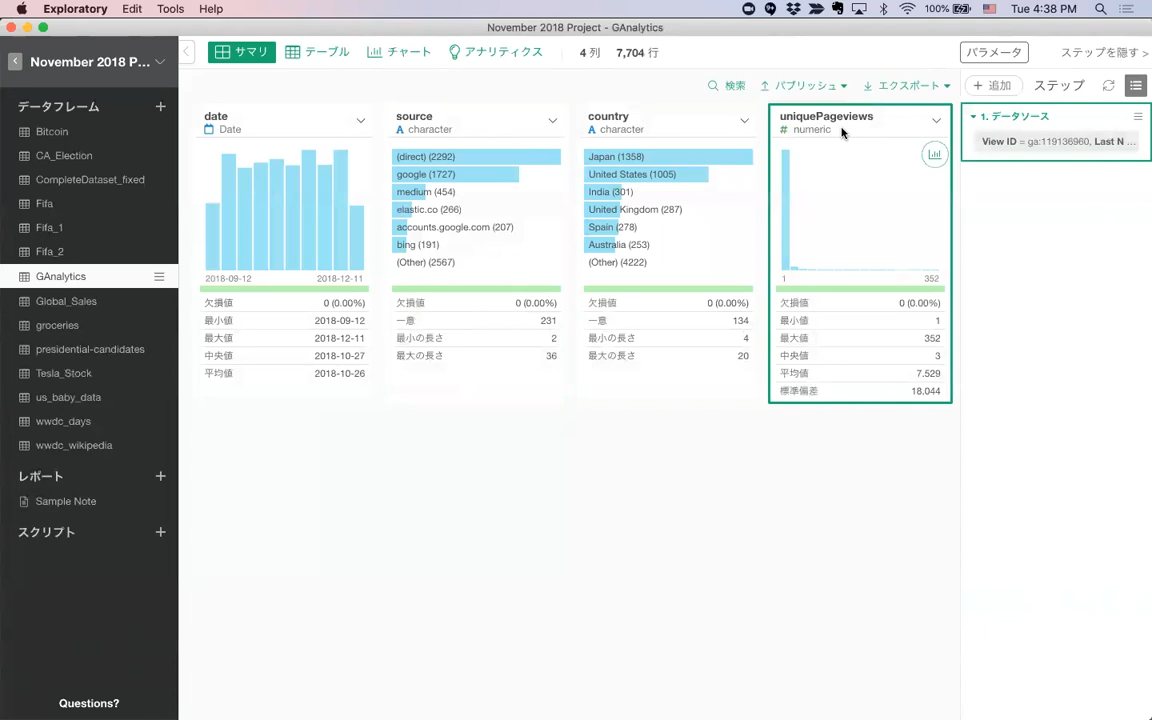 Exploratory Edit Tools Help 100% Tue 4:38 PM
November 2018 Project - GAnalytics
November 2018 P...
データフレーム
Bitcoin
CA_Election
CompleteDataset_fixed
Fifa
Fifa_1
Fifa_2
GAnalytics
Global_Sales
groceries
presidential-candidates
Tesla_Stock
us_baby_data
wwdc_days
wwdc_wikipedia
レポート
Sample Note
スクリプト
Questions?
サマリ テーブル チャート アナリティクス 4 列 7,704 行
検索 パブリッシュ エクスポート
date
Date
2018-09-12 2018-12-11
欠損値 0 (0.00%)
最小値 2018-09-12
最大値 2018-12-11
中央値 2018-10-27
平均値 2018-10-26
source
character
(direct) (2292)
google (1727)
medium (454)
elastic.co (266)
accounts.google.com (207)
bing (191)
(Other) (2567)
欠損値 0 (0.00%)
一意 231
最小の長さ 2
最大の長さ 36
country
character
Japan (1358)
United States (1005)
India (301)
United Kingdom (287)
Spain (278)
Australia (253)
(Other) (4222)
欠損値 0 (0.00%)
一意 134
最小の長さ 4
最大の長さ 20
uniquePageviews
numeric
1 352
欠損値 0 (0.00%)
最小値 1
最大値 352
中央値 3
平均値 7.529
標準偏差 18.044
パラメータ ステップを隠す >
追加 ステップ
1. データソース
View ID = ga:119136960, Last N ...